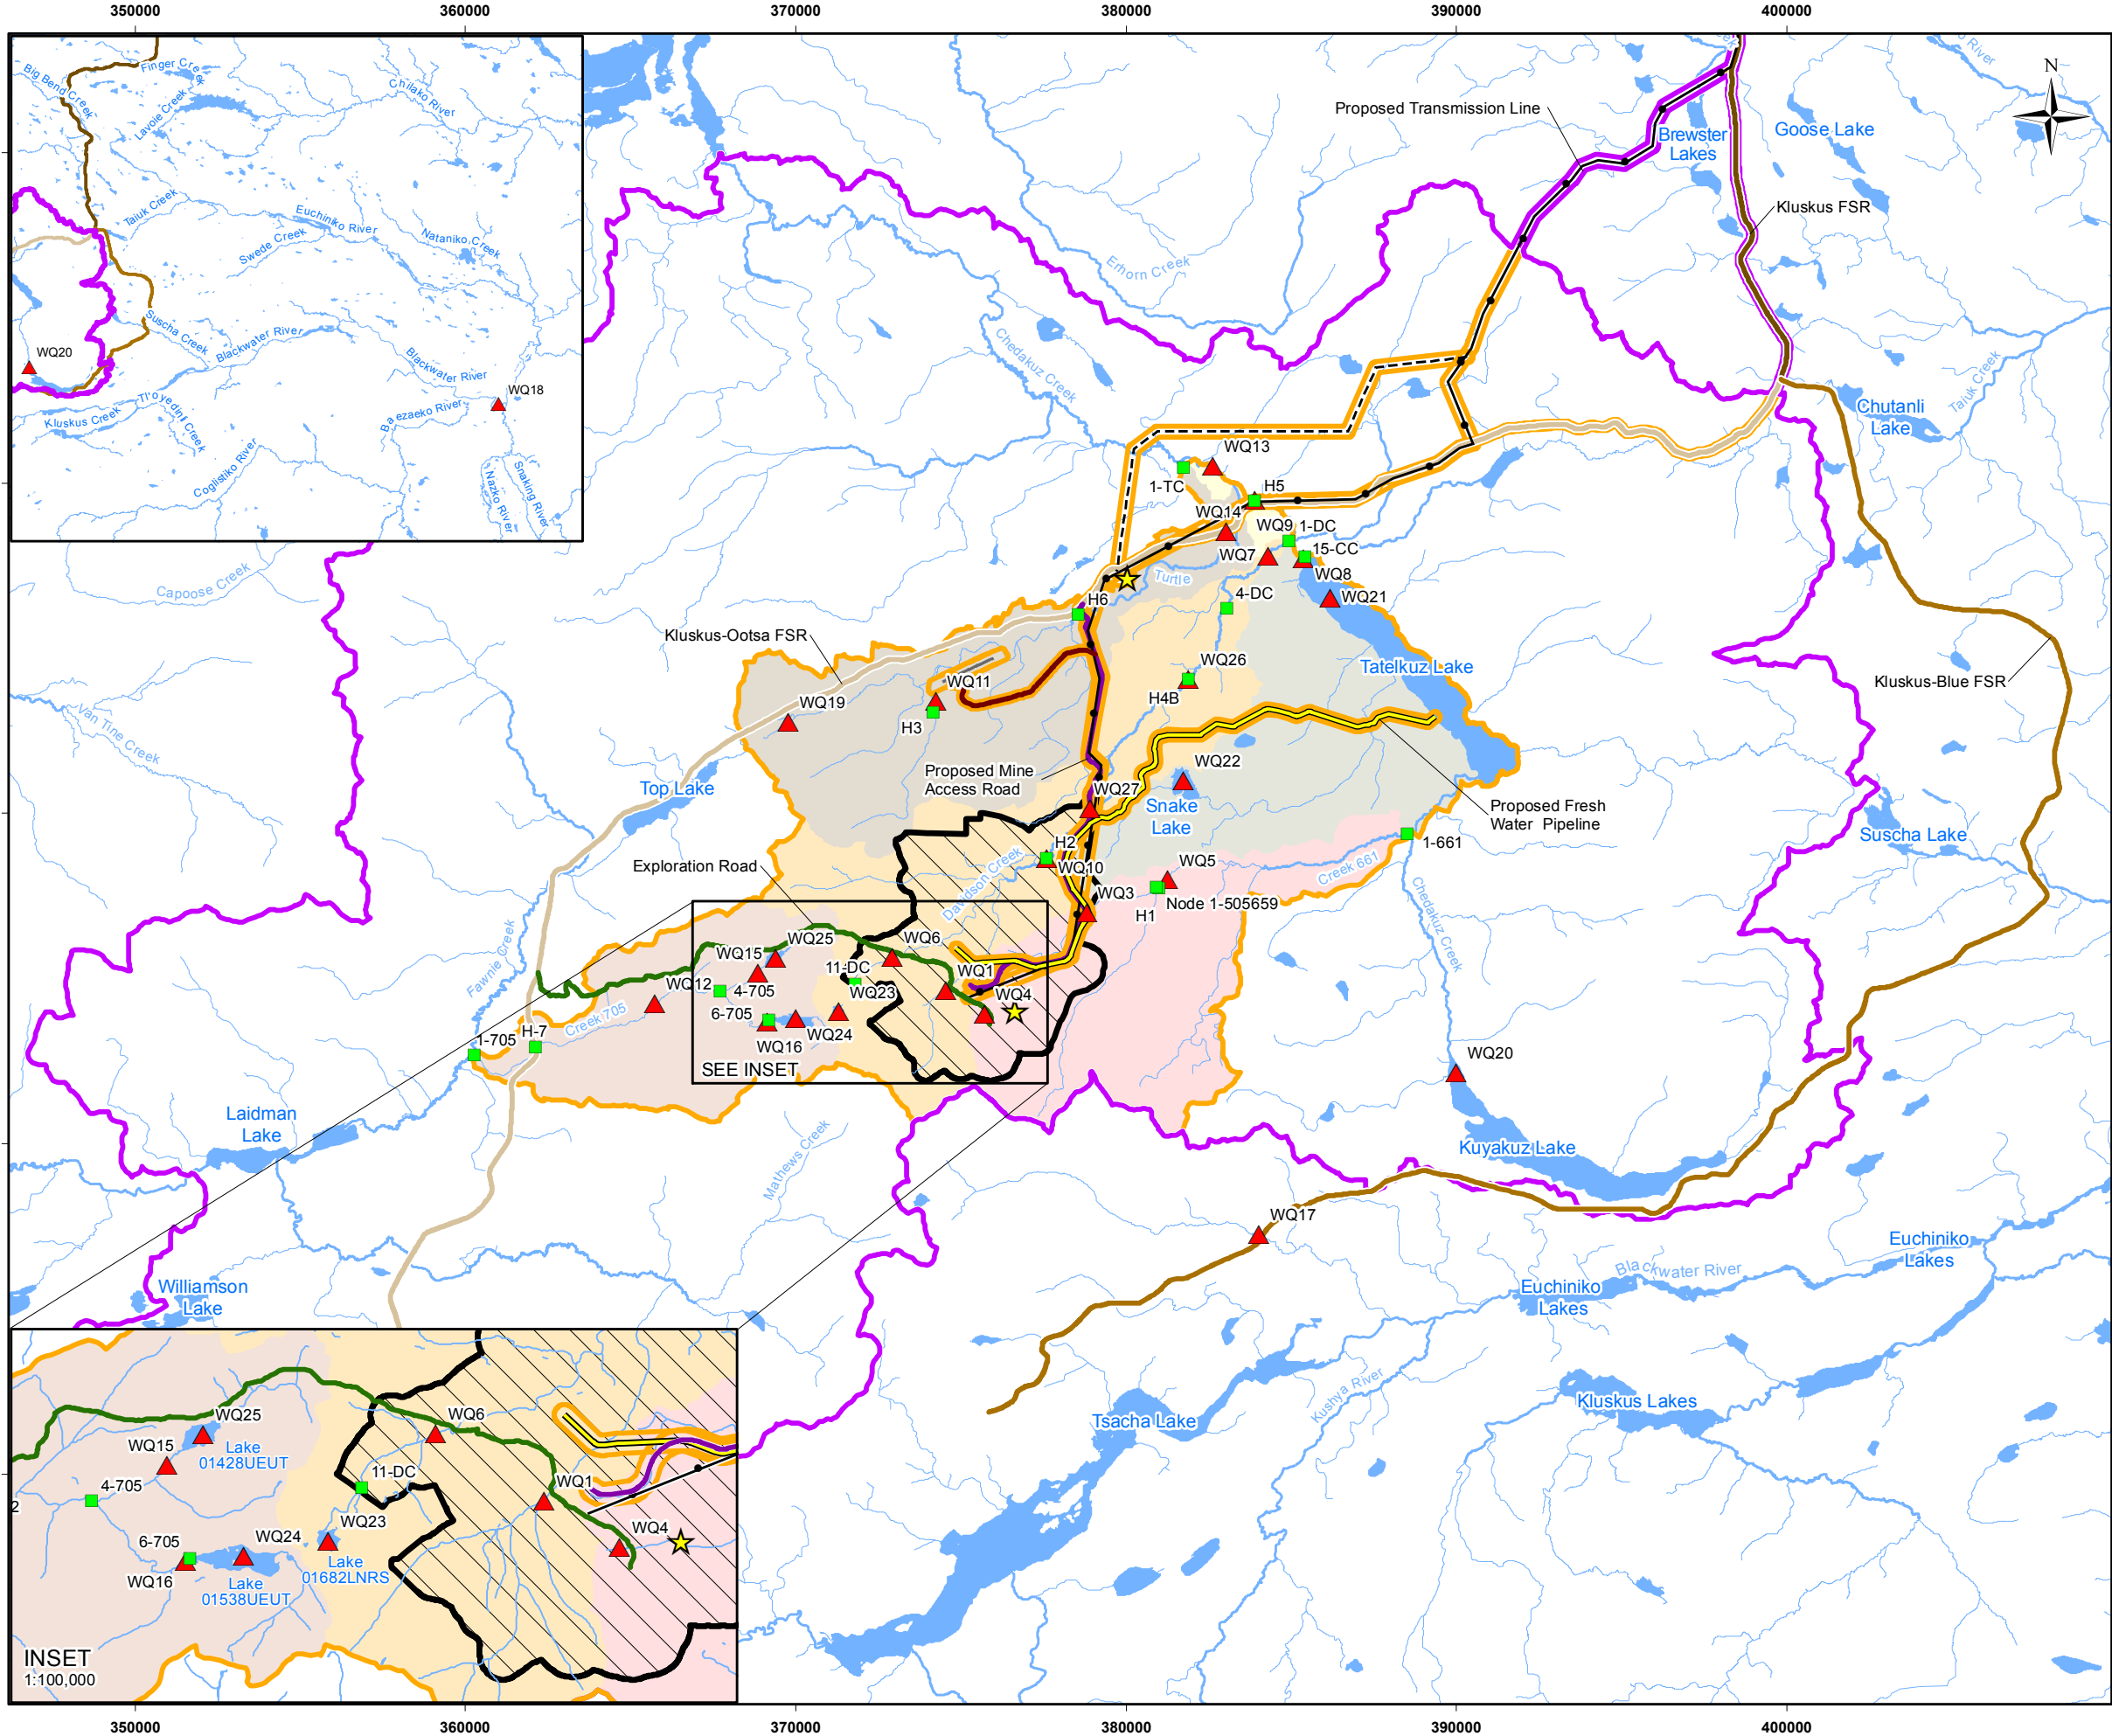 350000
360000
370000
380000
390000
400000
N
Big Bend Creek
Finger Creek
Lavoie Creek
Chilako River
Taiuk Creek
Euchiniko River
Swede Creek
Nataniko Creek
Suscha Creek
Blackwater River
Blackwater River
WQ20
WQ18
Kluskus Creek
Tl'oyedinf Creek
Baezaeko River
Coglistiko River
Nazko River
Snaking River
Proposed Transmission Line
Brewster
Lakes
Goose Lake
Kluskus FSR
Erhorn Creek
Chedakuz Creek
Chutanli
Lake
Taiuk Creek
WQ13
1-TC
H5
WQ14
WQ9
1-DC
WQ7
15-CC
WQ8
Turtle
4-DC
WQ21
Capoose Creek
H6
Kluskus-Ootsa FSR
WQ26
Tatelkuz Lake
Kluskus-Blue FSR
WQ11
H4B
WQ19
H3
Van Tine Creek
Proposed Mine
Access Road
WQ22
Top Lake
WQ27
Snake
Lake
Proposed Fresh
Water  Pipeline
Suscha Lake
1-661
H2
Davidson Creek
WQ10
Exploration Road
WQ5
Creek 661
WQ3
Node 1-505659
H1
Chedakuz Creek
Fawnie Creek
WQ25
WQ6
WQ15
11-DC
WQ1
WQ12
4-705
WQ23
WQ4
6-705
Creek 705
WQ24
WQ16
H-7
1-705
SEE INSET
WQ20
Laidman
Lake
Mathews Creek
Kuyakuz Lake
WQ17
Euchiniko
Lakes
Blackwater River
Williamson
Lake
Euchiniko
Lakes
Kushya River
Kluskus Lakes
Tsacha Lake
WQ25
WQ6
WQ15
Lake
01428UEUT
4-705
11-DC
WQ1
2
WQ23
6-705
WQ24
WQ4
WQ16
Lake
01682LNRS
Lake
01538UEUT
INSET
1:100,000
350000
360000
370000
380000
390000
400000